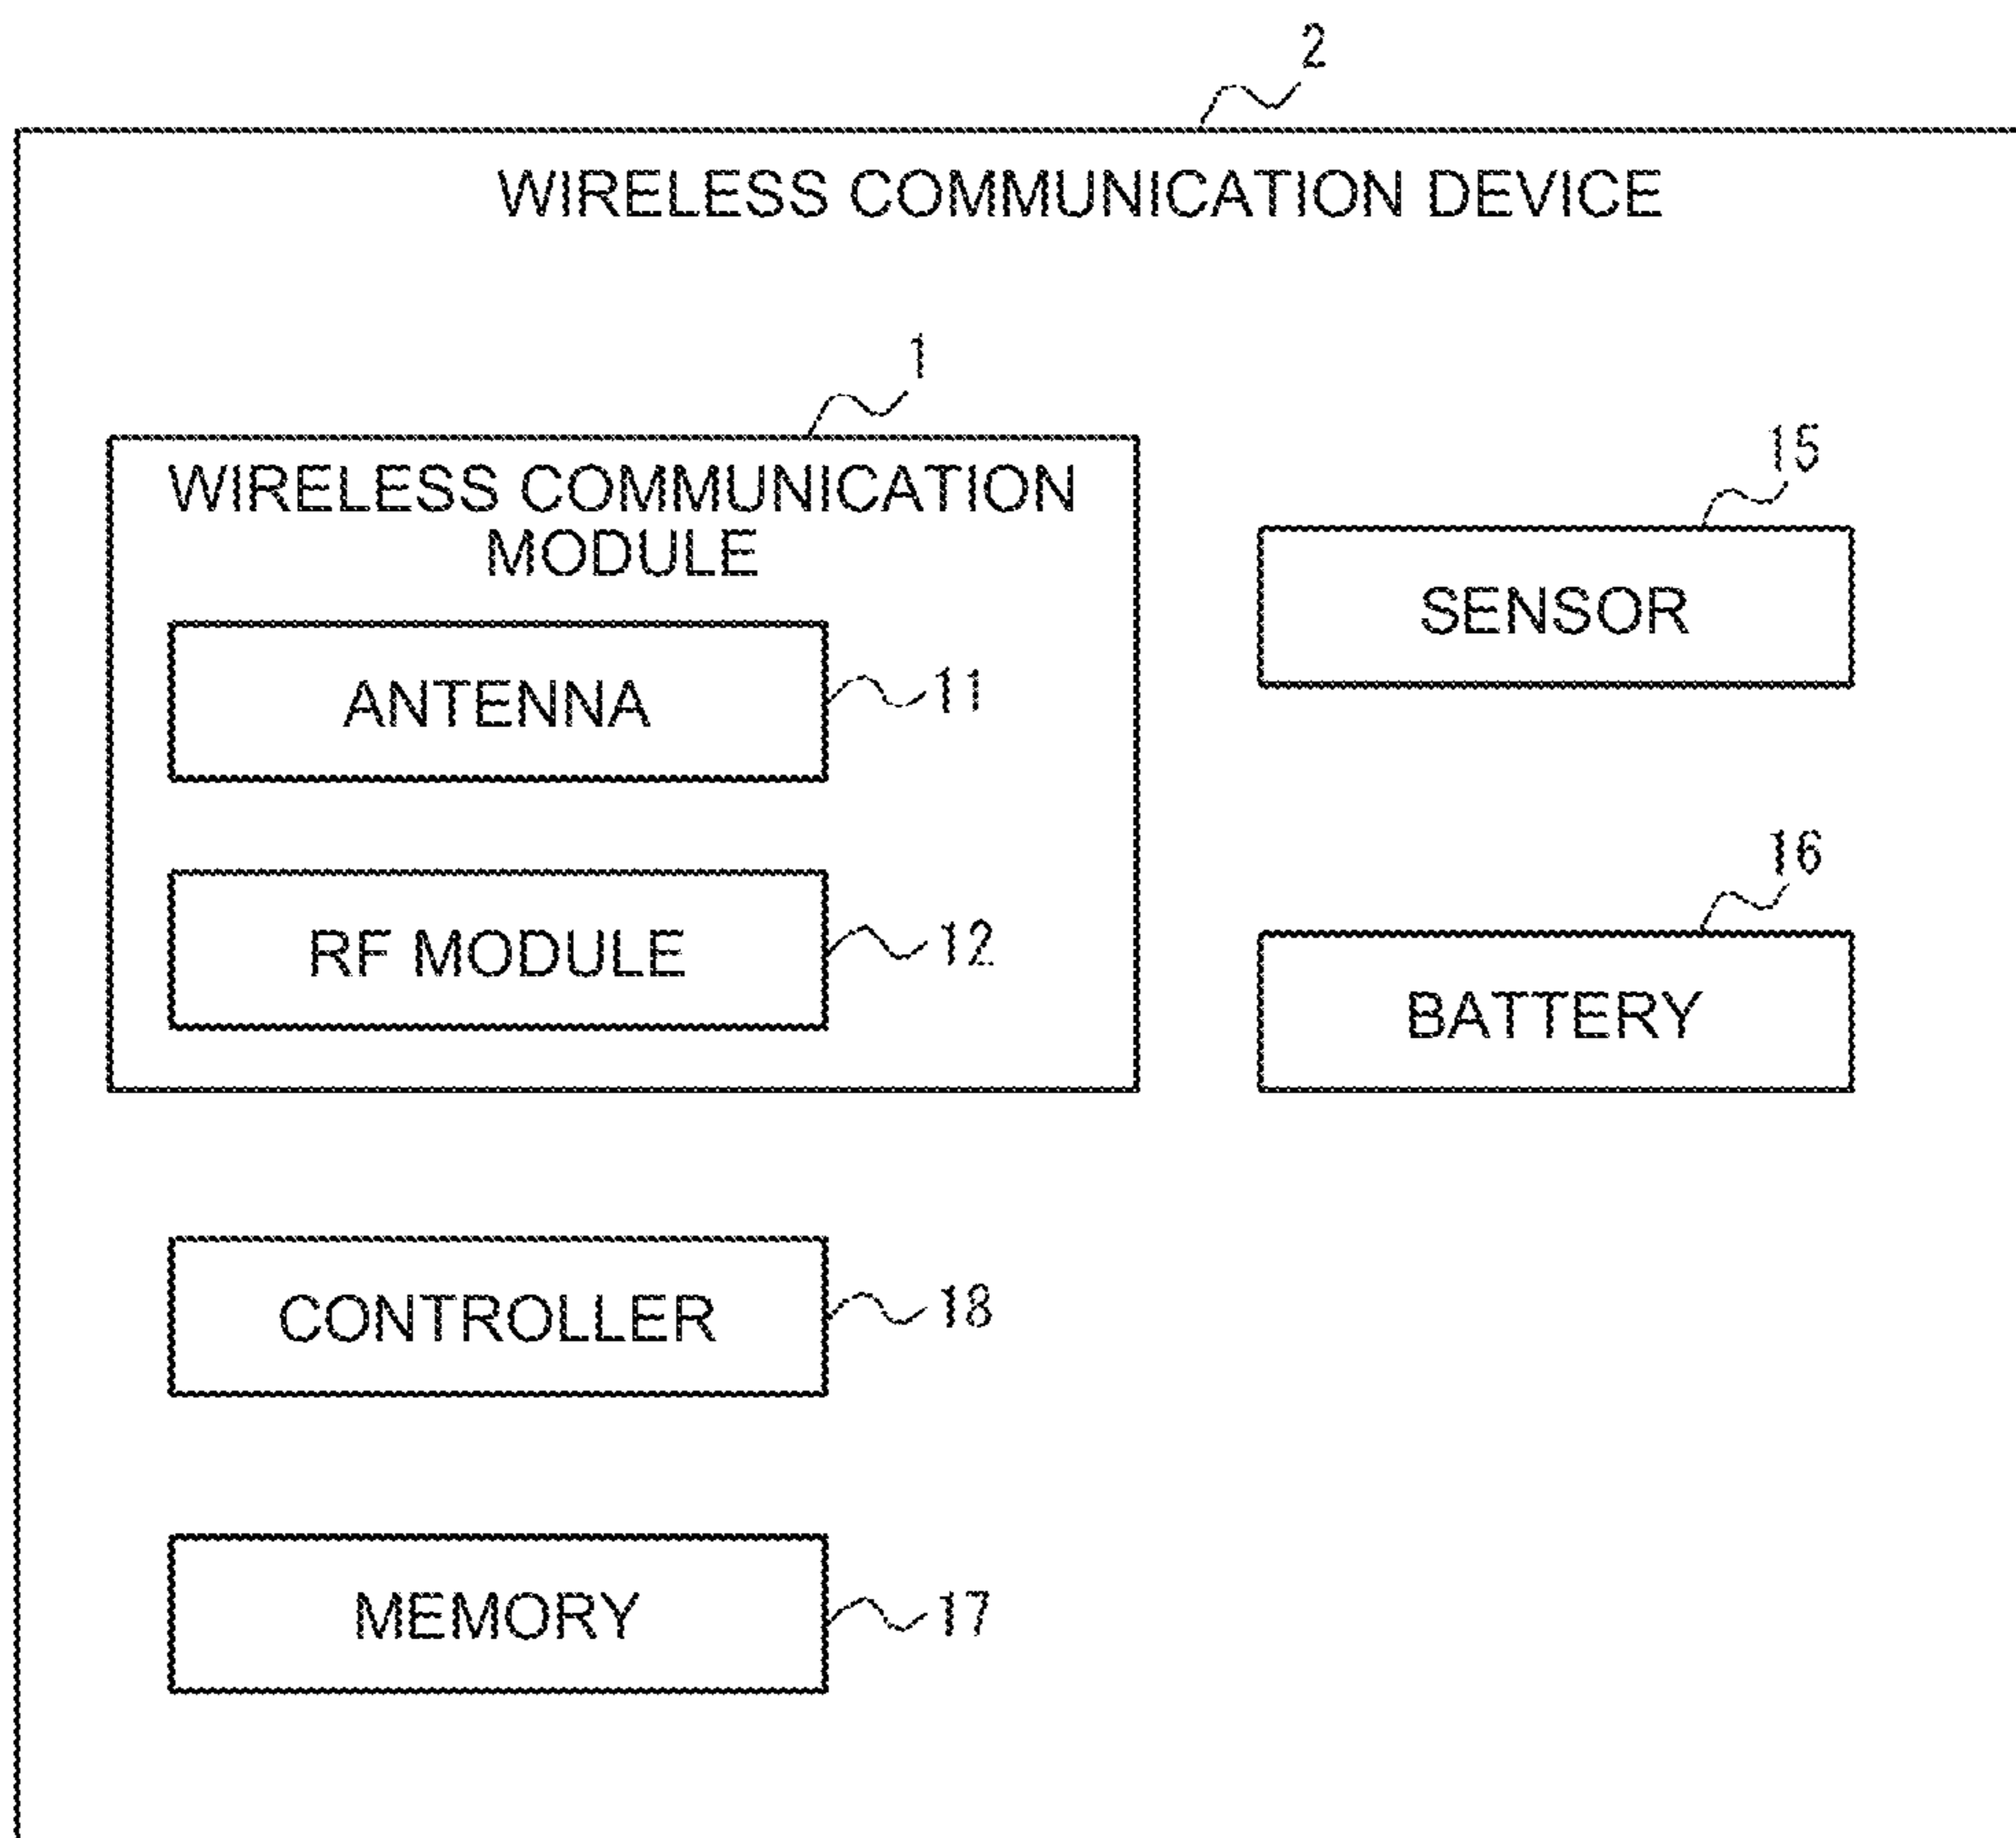 2
WIRELESS COMMUNICATION DEVICE
1
WIRELESS COMMUNICATION
MODULE
ANTENNA 11
RF MODULE 12
15
SENSOR
16
BATTERY
CONTROLLER 18
MEMORY 17